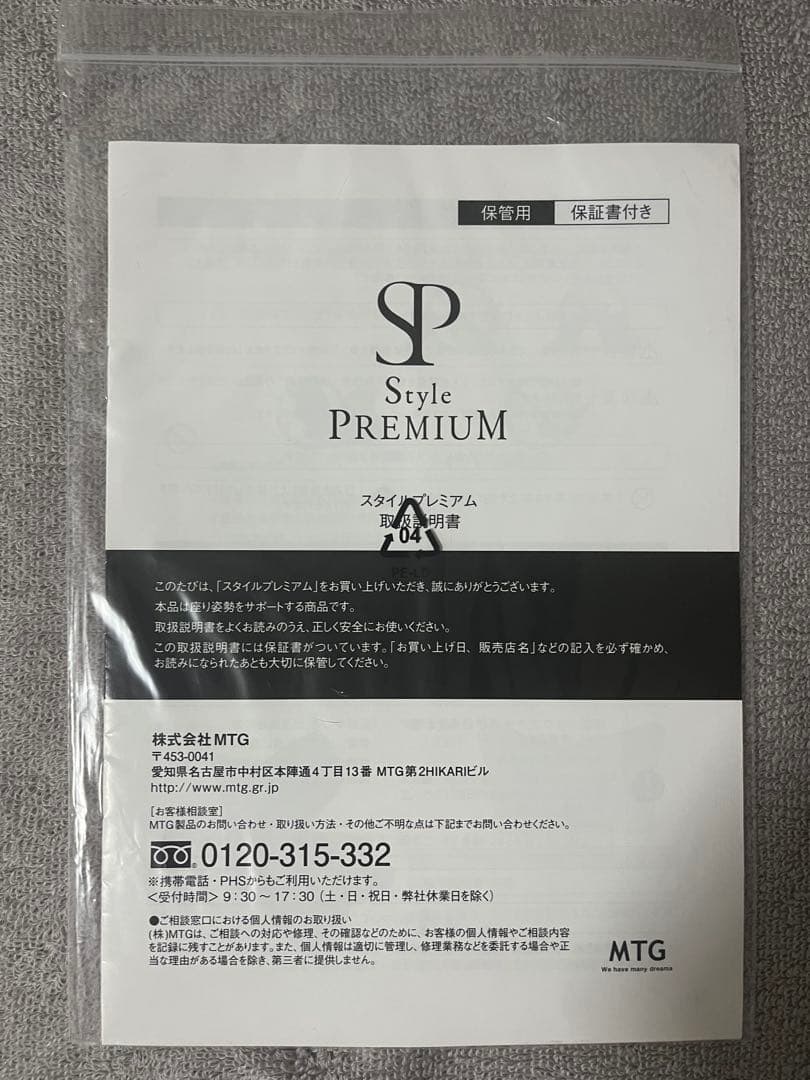 保管用 保証書付き
SP
Style
PREMIUM
スタイルプレミアム
取扱説明書
04
PE-LD
このたびは、「スタイルプレミアム」をお買い上げいただき、誠にありがとうございます。
本品は座り姿勢をサポートする商品です。
取扱説明書をよくお読みのうえ、正しく安全にお使いください。
この取扱説明書には保証書がついています。「お買い上げ日、販売店名」などの記入を必ず確かめ、
お読みになられたあとも大切に保管してください。
株式会社MTG
〒453-0041
愛知県名古屋市中村区本陣通4丁目13番 MTG第2HIKARIビル
http://www.mtg.gr.jp
［お客様相談室］
MTG製品のお問い合わせ・取り扱い方法・その他ご不明な点は下記までお問い合わせください。
0120-315-332
※携帯電話・PHSからもご利用いただけます。
＜受付時間＞9：30～17：30（土・日・祝日・弊社休業日を除く）
●ご相談窓口における個人情報のお取り扱い
(株)MTGは、ご相談への対応や修理、その確認などのために、お客様の個人情報やご相談内容
を記録に残すことがあります。また、個人情報は適切に管理し、修理業務などを委託する場合や正
当な理由がある場合を除き、第三者に提供しません。
MTG
We have many dreams